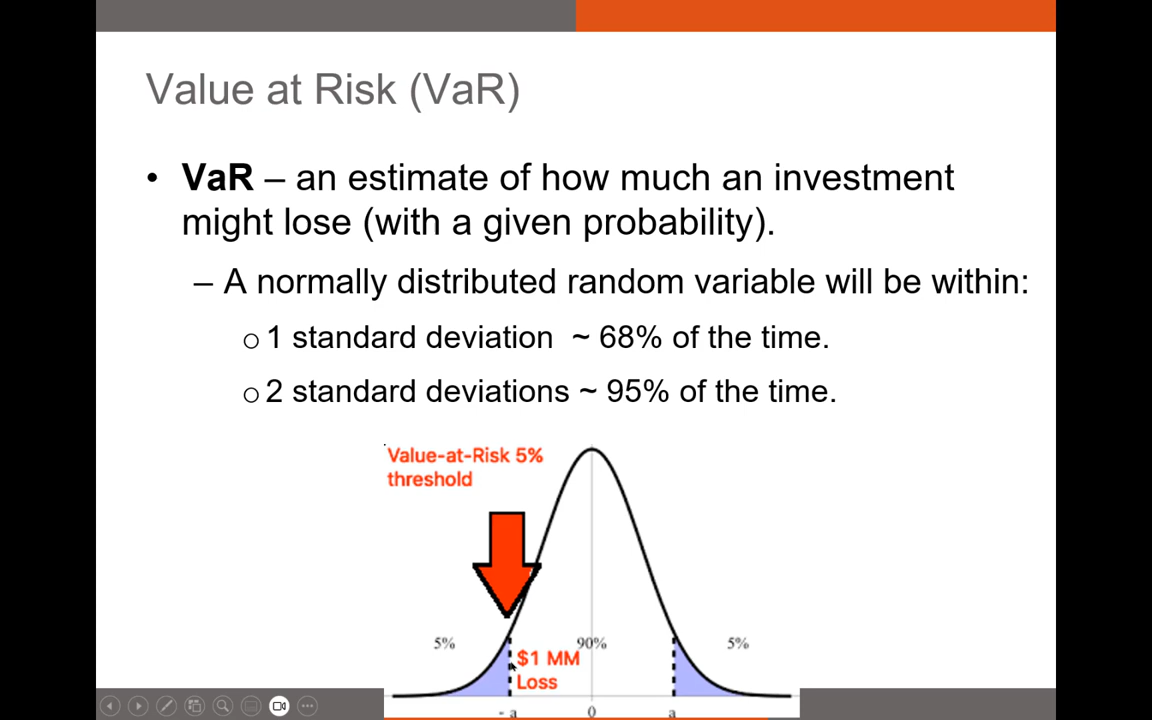 Value at Risk (VaR)
• VaR – an estimate of how much an investment
might lose (with a given probability).
– A normally distributed random variable will be within:
o 1 standard deviation ~ 68% of the time.
o 2 standard deviations ~ 95% of the time.
Value-at-Risk 5%
threshold
5%
90%
5%
$1 MM
Loss
- a
0
a